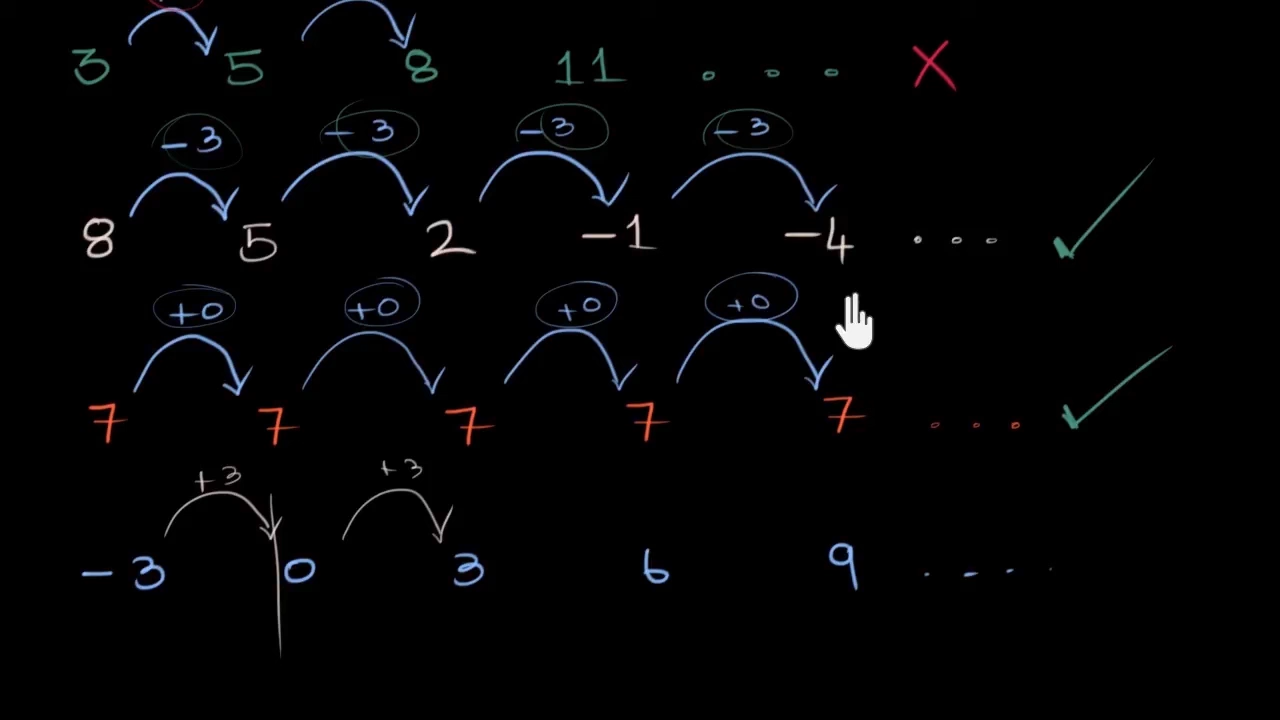 3 5 8 11 . . . X
-3 -3 -3 -3
8 5 2 -1 -4 . . . ✓
+0 +0 +0 +0
7 7 7 7 7 . . . ✓
+3 +3
-3 0 3 6 9 . . . .